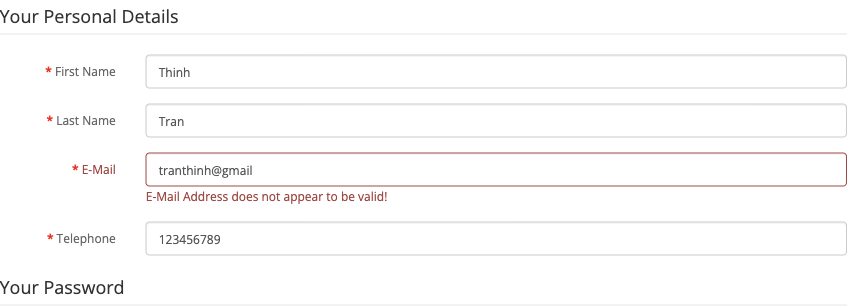 Your Personal Details
* First Name Thinh
* Last Name Tran
* E-Mail tranthinh@gmail
E-Mail Address does not appear to be valid!
* Telephone 123456789
Your Password